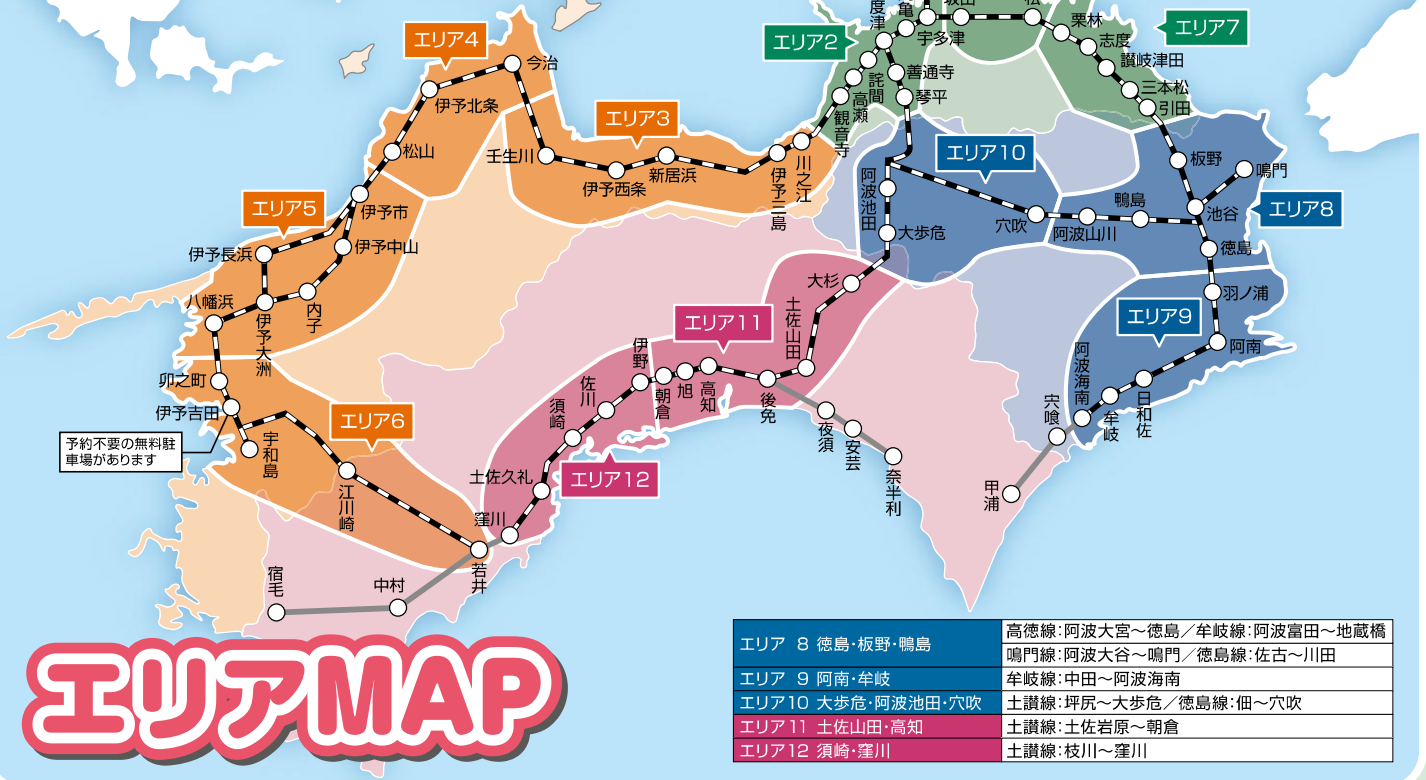 エリア4
エリア2
エリア7
宇多津
栗林
志度
讃岐津田
三本松
引田
今治
伊予北条
松山
エリア3
壬生川
伊予西条
新居浜
伊予三島
川之江
観音寺
高瀬
詫間
善通寺
琴平
エリア10
阿波池田
大歩危
穴吹
阿波山川
鴨島
板野
鳴門
池谷
エリア8
徳島
羽ノ浦
エリア9
阿南
日和佐
牟岐
阿波海南
宍喰
甲浦
エリア5
伊予市
伊予長浜
伊予中山
八幡浜
伊予大洲
内子
卯之町
伊予吉田
エリア6
予約不要の無料駐
車場があります
宇和島
江川崎
若井
宿毛
中村
大杉
土佐山田
エリア11
伊野
朝倉
旭
高知
後免
夜須
安芸
奈半利
佐川
須崎
エリア12
土佐久礼
窪川
エリアMAP
エリア 8 徳島・板野・鴨島
高徳線：阿波大宮～徳島／牟岐線：阿波富田～地蔵橋
鳴門線：阿波大谷～鳴門／徳島線：佐古～川田
エリア 9 阿南・牟岐
牟岐線：中田～阿波海南
エリア10 大歩危・阿波池田・穴吹
土讃線：坪尻～大歩危／徳島線：佃～穴吹
エリア11 土佐山田・高知
土讃線：土佐岩原～朝倉
エリア12 須崎・窪川
土讃線：枝川～窪川